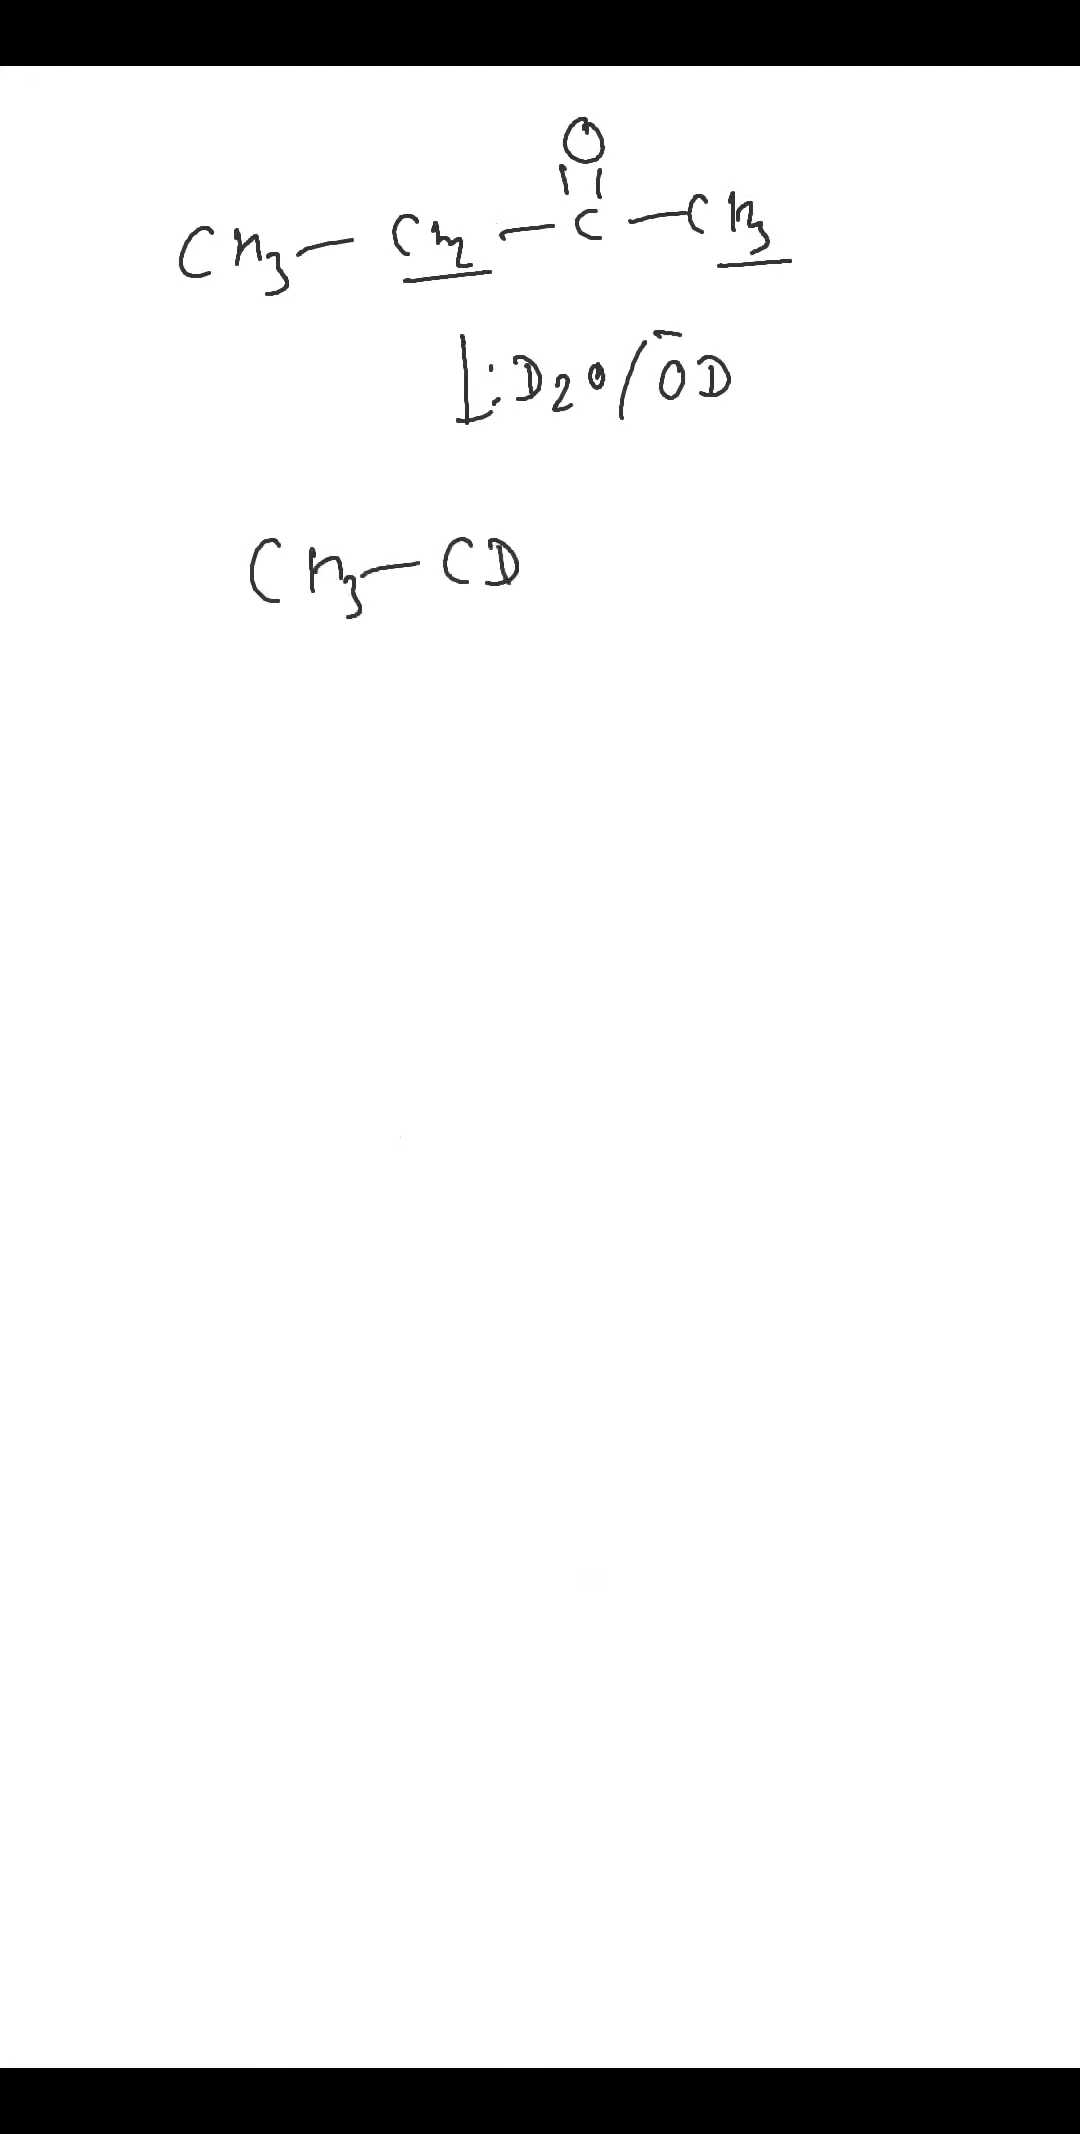 O
CH3 — CH2 — C — CH3
D2O / ŌD
CH3 — CD